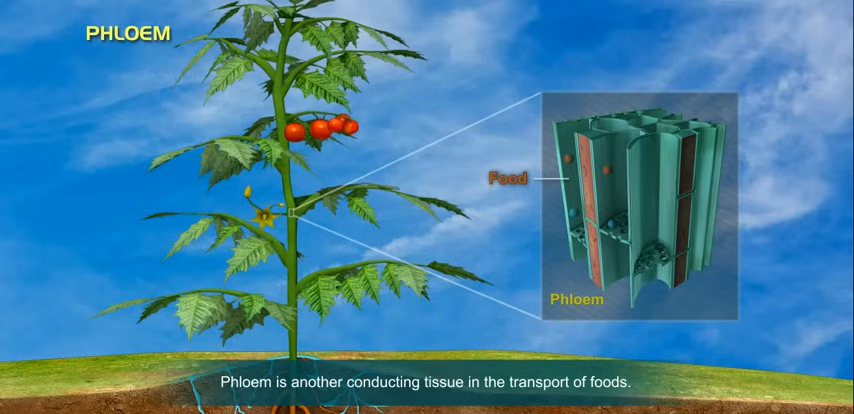 PHLOEM
Food
Phloem
Phloem is another conducting tissue in the transport of foods.